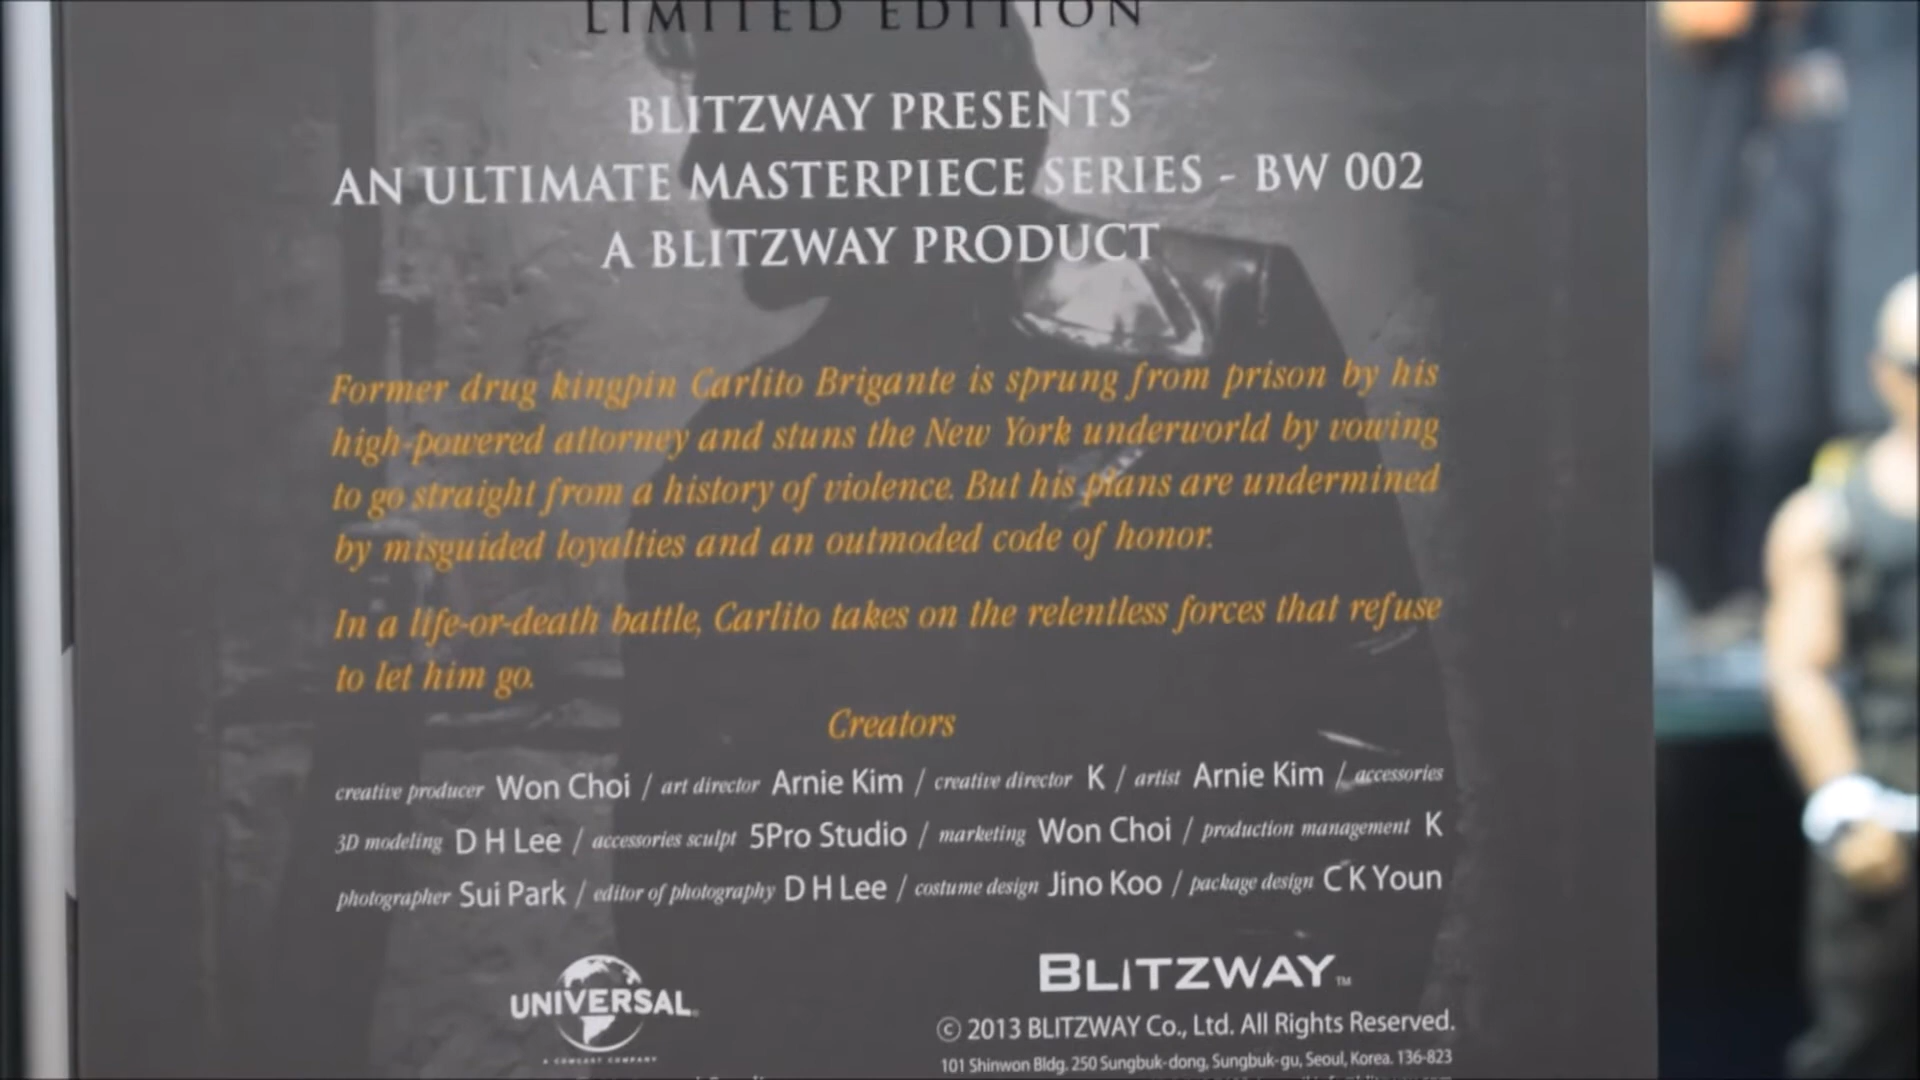 LIMITED EDITION
BLITZWAY PRESENTS
AN ULTIMATE MASTERPIECE SERIES - BW 002
A BLITZWAY PRODUCT
Former drug kingpin Carlito Brigante is sprung from prison by his
high-powered attorney and stuns the New York underworld by vowing
to go straight from a history of violence. But his plans are undermined
by misguided loyalties and an outmoded code of honor.
In a life-or-death battle, Carlito takes on the relentless forces that refuse
to let him go.
Creators
creative producer Won Choi / art director Arnie Kim / creative director K / artist Arnie Kim / accessories
3D modeling D H Lee / accessories sculpt 5Pro Studio / marketing Won Choi / production management K
photographer Sui Park / editor of photography D H Lee / costume design Jino Koo / package design C K Youn
UNIVERSAL
A COMCAST COMPANY
BLITZWAY™
© 2013 BLITZWAY Co., Ltd. All Rights Reserved.
101 Shinwon Bldg. 250 Sungbuk-dong, Sungbuk-gu, Seoul, Korea. 136-823